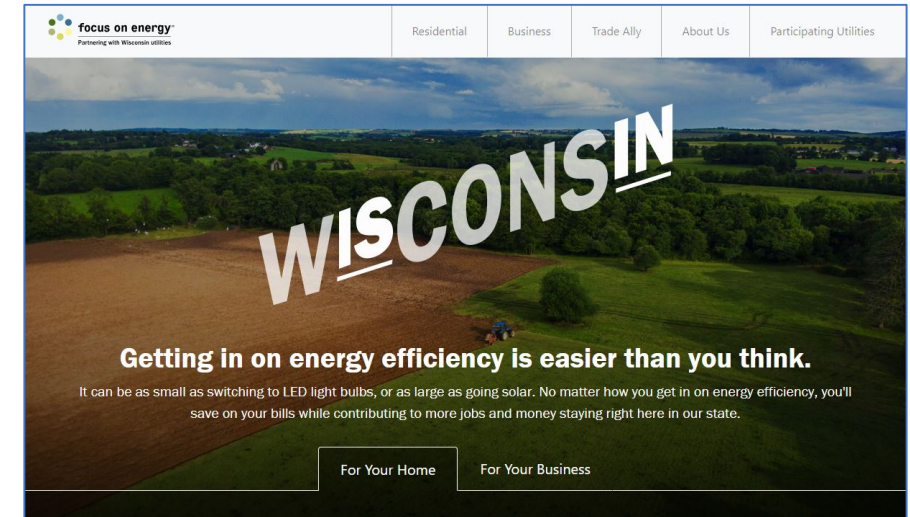 focus on energy
Partnering with Wisconsin utilities
Residential
Business
Trade Ally
About Us
Participating Utilities
WISCONSIN
Getting in on energy efficiency is easier than you think.
It can be as small as switching to LED light bulbs, or as large as going solar. No matter how you get in on energy efficiency, you'll
save on your bills while contributing to more jobs and money staying right here in our state.
For Your Home
For Your Business